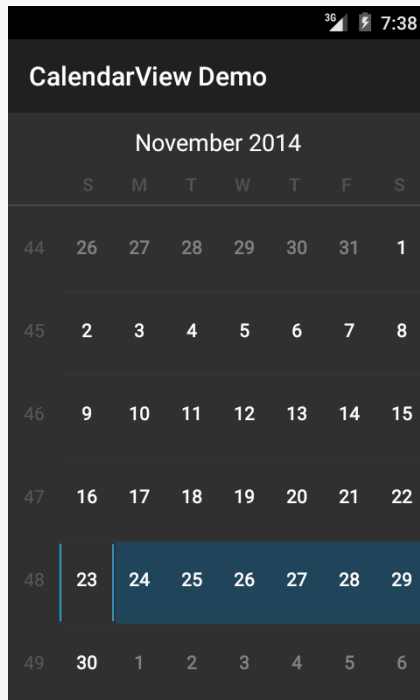 3G 7:38
CalendarView Demo
November 2014
S M T W T F S
44 26 27 28 29 30 31 1
45 2 3 4 5 6 7 8
46 9 10 11 12 13 14 15
47 16 17 18 19 20 21 22
48 23 24 25 26 27 28 29
49 30 1 2 3 4 5 6